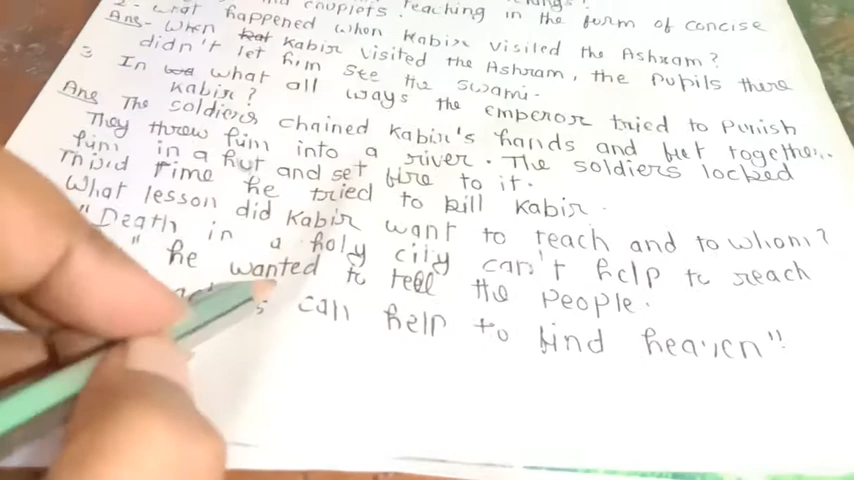 and couplets. teaching in the form of concise
2 - what happened when Kabir visited the Ashram?
Ans - When Kabir visited the Ashram, the pupils there
didn't let him see the swami.
3 In what all ways the emperor tried to punish
Kabir?
Ans The soldiers chained Kabir's hands and feet together.
They threw him into a river. The soldiers locked
him in a hut and set fire to it.
Third time he tried to kill Kabir.
What lesson did Kabir want to teach and to whom?
"Death in a holy city can't help to reach
" he wanted to tell the people.
can help to find heaven"